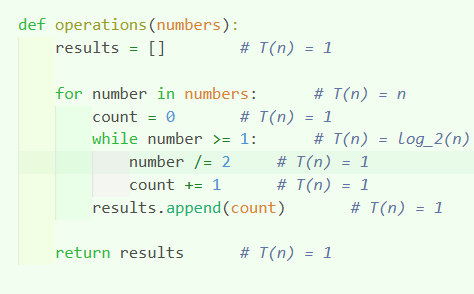 def operations(numbers):
    results = []        # T(n) = 1
    for number in numbers:      # T(n) = n
        count = 0       # T(n) = 1
        while number >= 1:      # T(n) = log_2(n)
            number /= 2     # T(n) = 1
            count += 1      # T(n) = 1
        results.append(count)       # T(n) = 1
    return results      # T(n) = 1